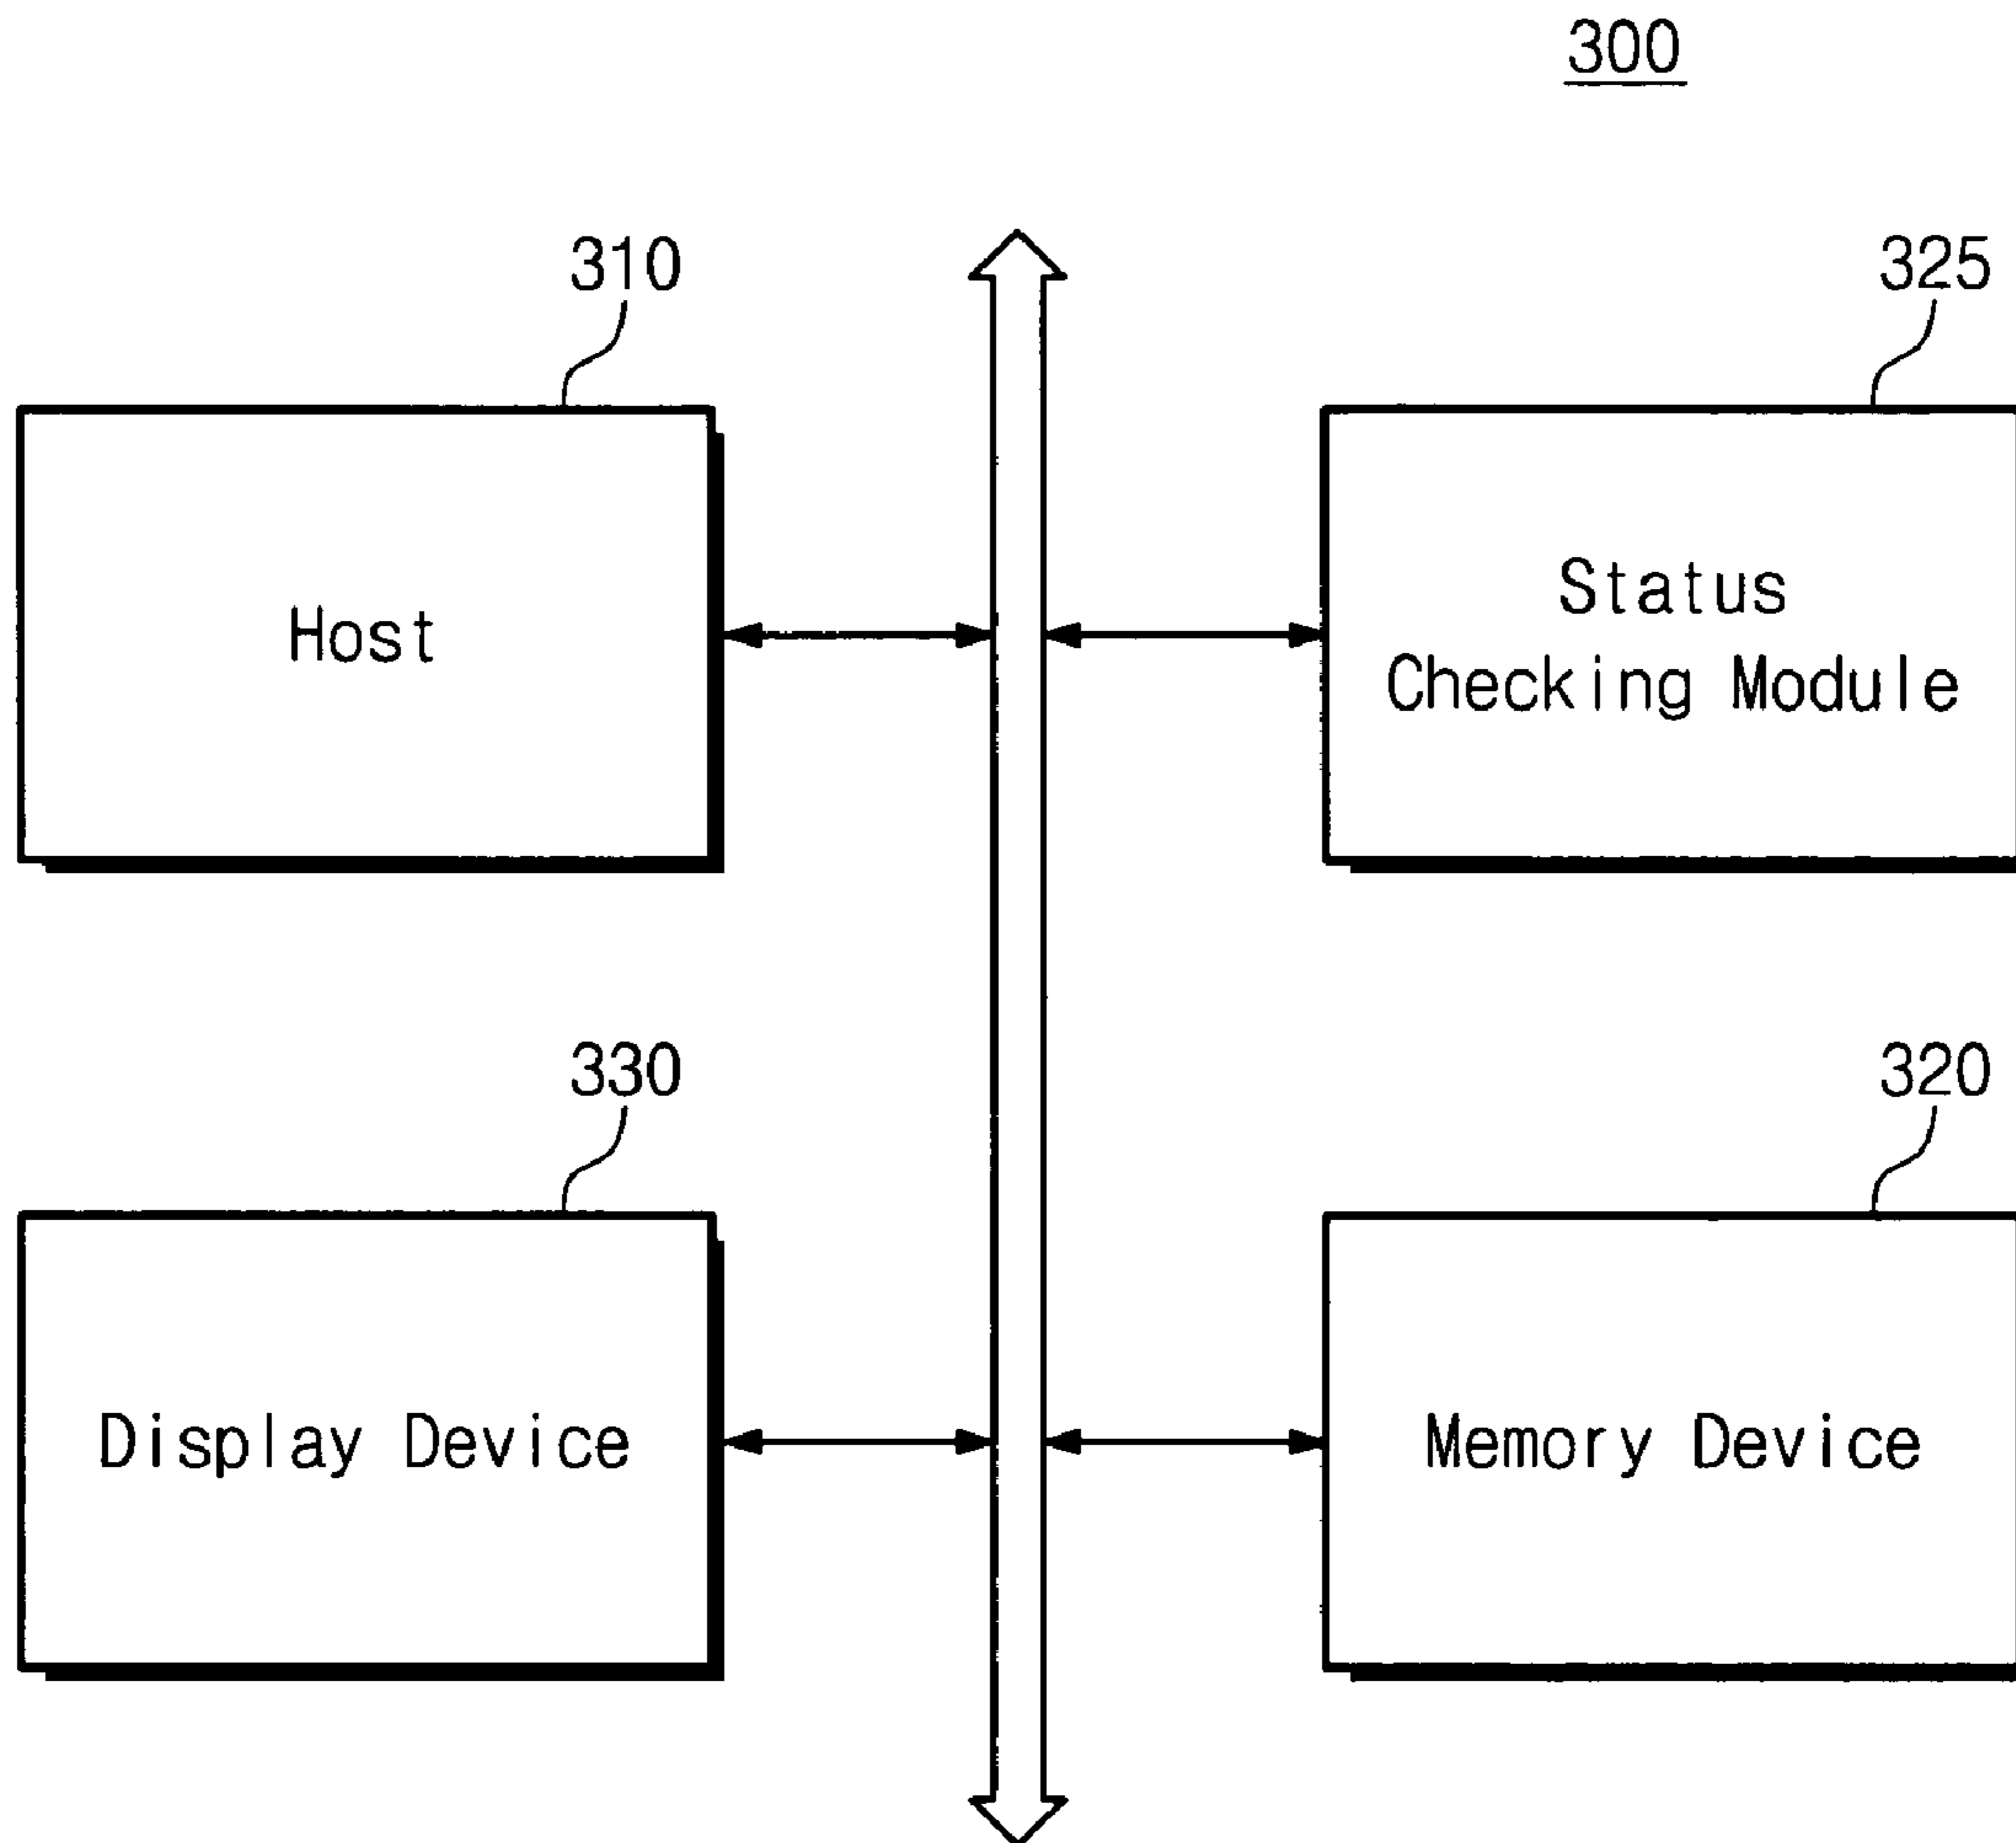 300
310
325
Host
Status
Checking Module
330
320
Display Device
Memory Device